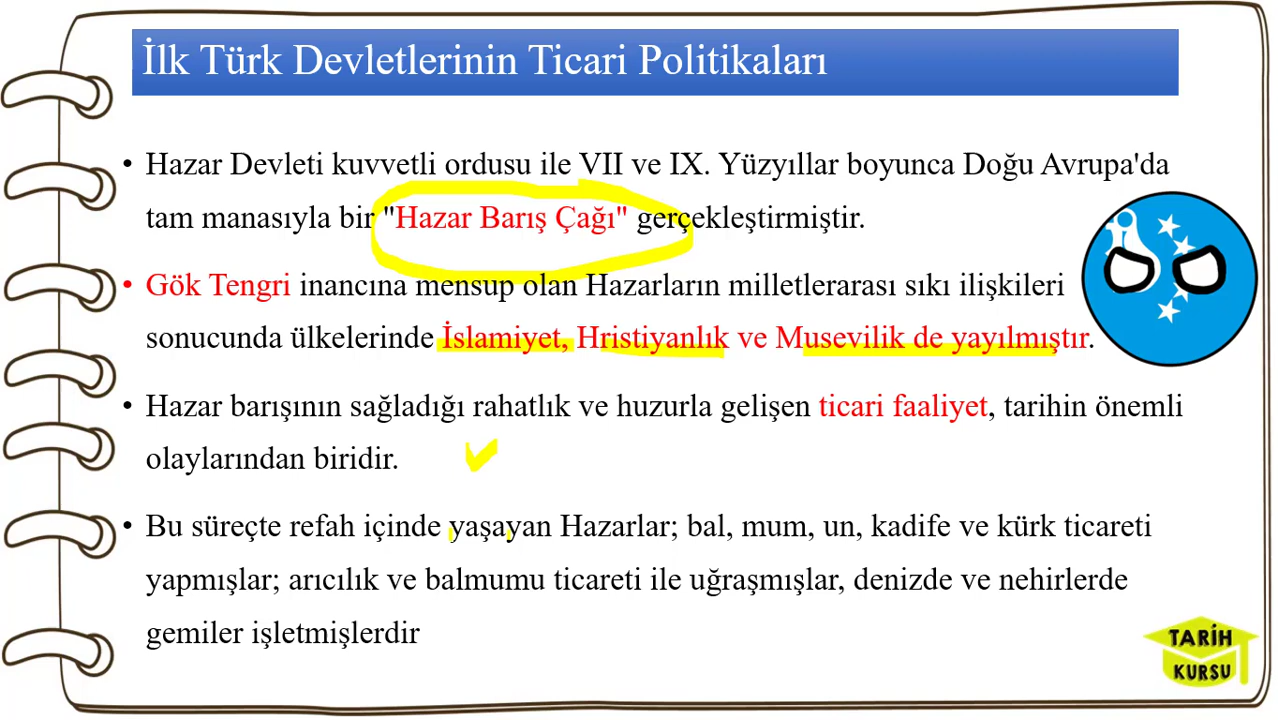 İlk Türk Devletlerinin Ticari Politikaları
• Hazar Devleti kuvvetli ordusu ile VII ve IX. Yüzyıllar boyunca Doğu Avrupa'da
tam manasıyla bir "Hazar Barış Çağı" gerçekleştirmiştir.
• Gök Tengri inancına mensup olan Hazarların milletlerarası sıkı ilişkileri
sonucunda ülkelerinde İslamiyet, Hristiyanlık ve Musevilik de yayılmıştır.
• Hazar barışının sağladığı rahatlık ve huzurla gelişen ticari faaliyet, tarihin önemli
olaylarından biridir.
• Bu süreçte refah içinde yaşayan Hazarlar; bal, mum, un, kadife ve kürk ticareti
yapmışlar; arıcılık ve balmumu ticareti ile uğraşmışlar, denizde ve nehirlerde
gemiler işletmişlerdir
TARİH
KURSU